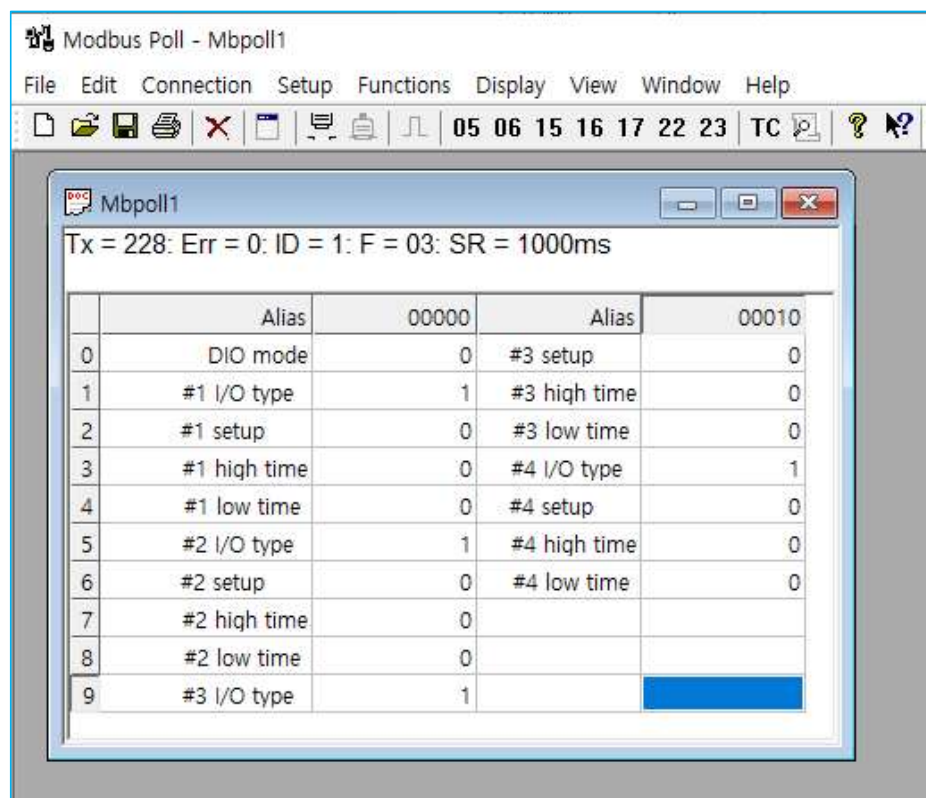 Modbus Poll - Mbpoll1
File Edit Connection Setup Functions Display View Window Help
05 06 15 16 17 22 23 TC
Mbpoll1
Tx = 228: Err = 0: ID = 1: F = 03: SR = 1000ms
Alias 00000 Alias 00010
0 DIO mode 0 #3 setup 0
1 #1 I/O type 1 #3 high time 0
2 #1 setup 0 #3 low time 0
3 #1 high time 0 #4 I/O type 1
4 #1 low time 0 #4 setup 0
5 #2 I/O type 1 #4 high time 0
6 #2 setup 0 #4 low time 0
7 #2 high time 0
8 #2 low time 0
9 #3 I/O type 1